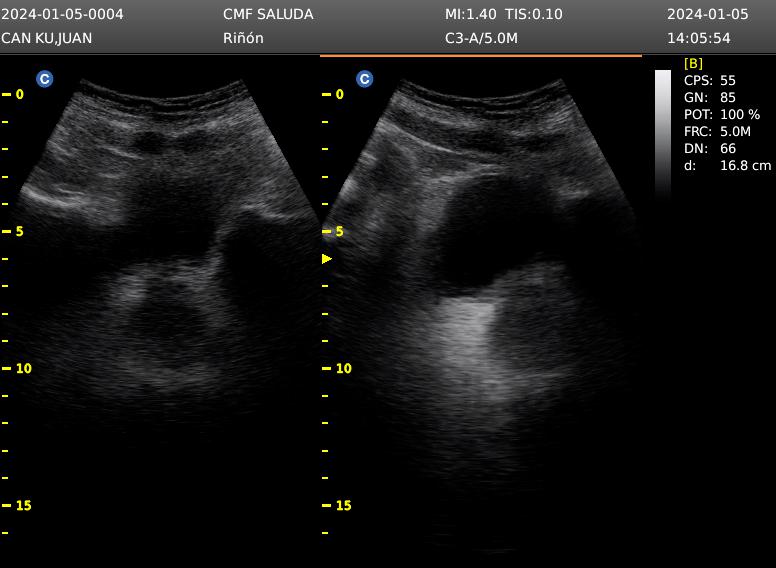 2024-01-05-0004 CMF SALUDA MI:1.40 TIS:0.10 2024-01-05
CAN KU,JUAN Riñón C3-A/5.0M 14:05:54
C C [B]
0 0 CPS: 55
GN: 85
POT: 100 %
FRC: 5.0M
DN: 66
d: 16.8 cm
5 5
10 10
15 15